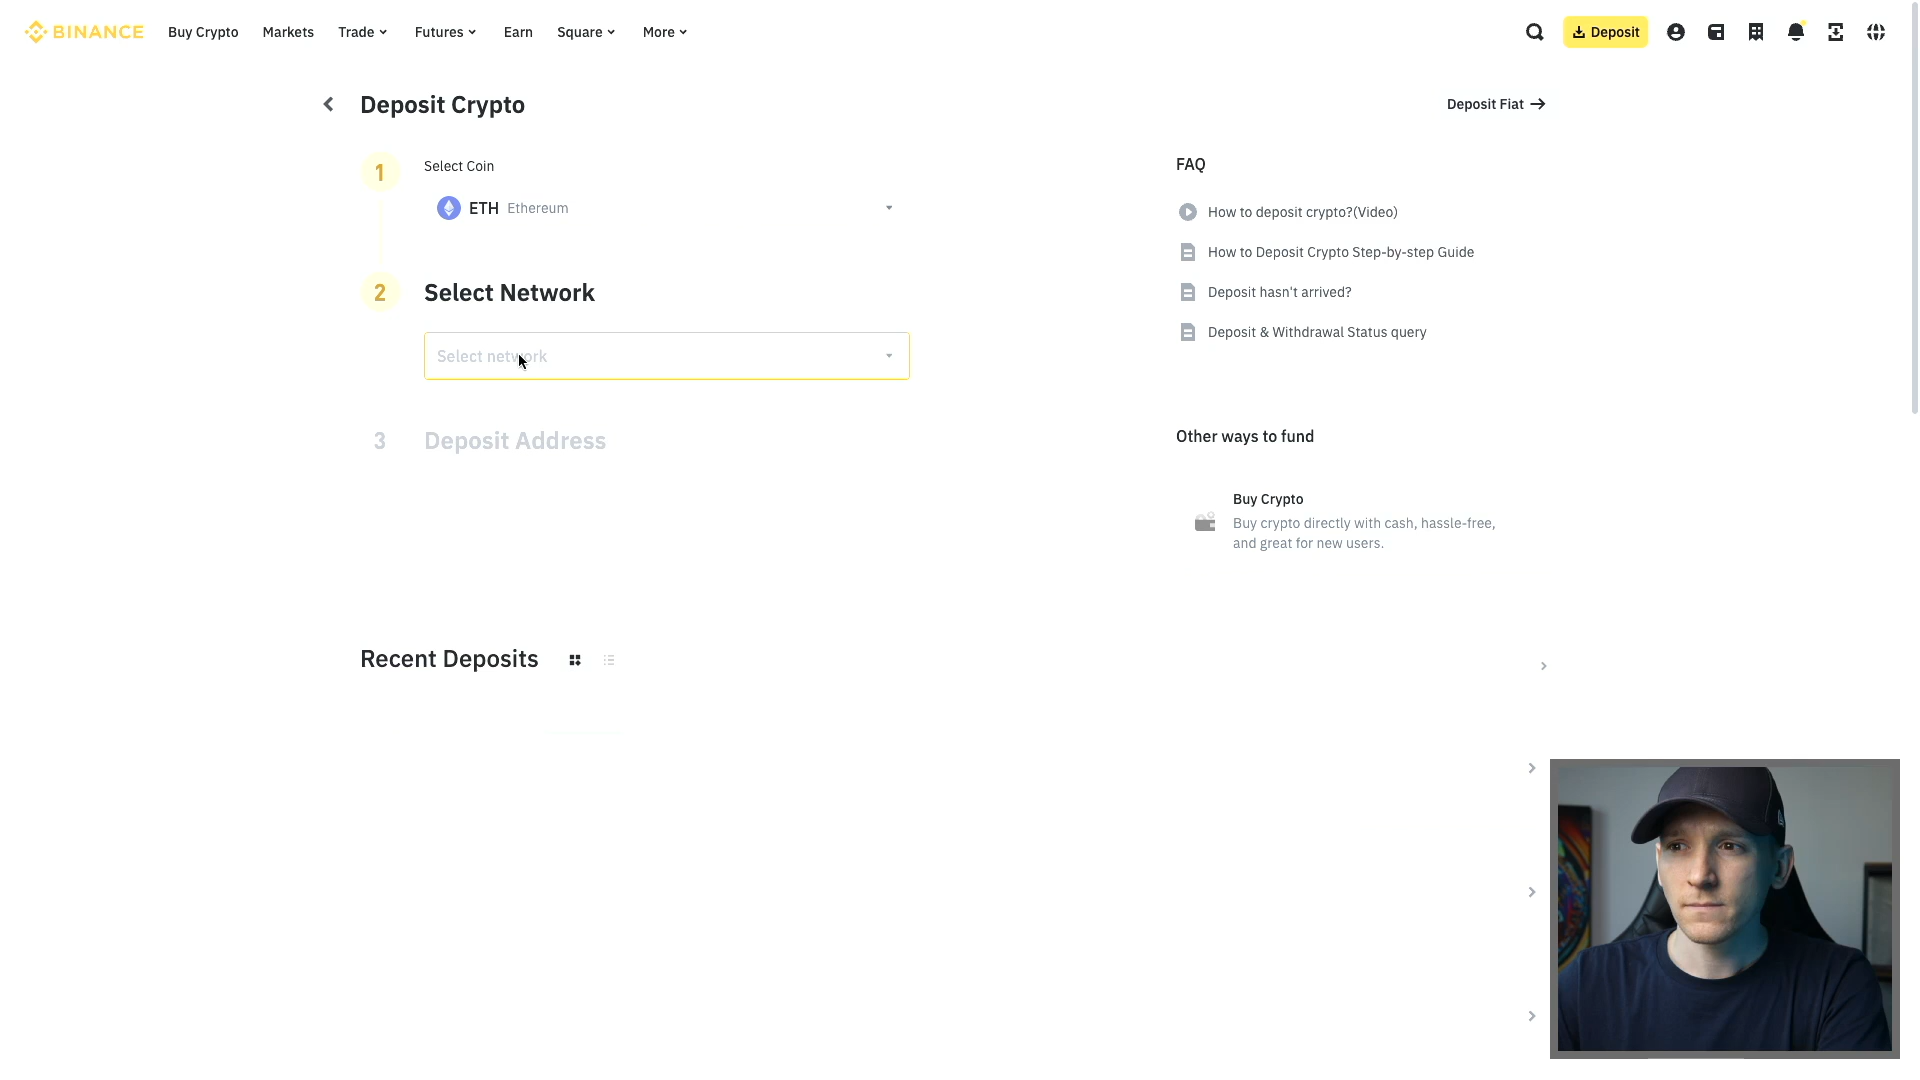 BINANCE
Buy Crypto
Markets
Trade
Futures
Earn
Square
More
Deposit
Deposit Crypto
Deposit Fiat
1
Select Coin
ETH Ethereum
2
Select Network
Select network
3
Deposit Address
FAQ
How to deposit crypto?(Video)
How to Deposit Crypto Step-by-step Guide
Deposit hasn't arrived?
Deposit & Withdrawal Status query
Other ways to fund
Buy Crypto
Buy crypto directly with cash, hassle-free,
and great for new users.
Recent Deposits